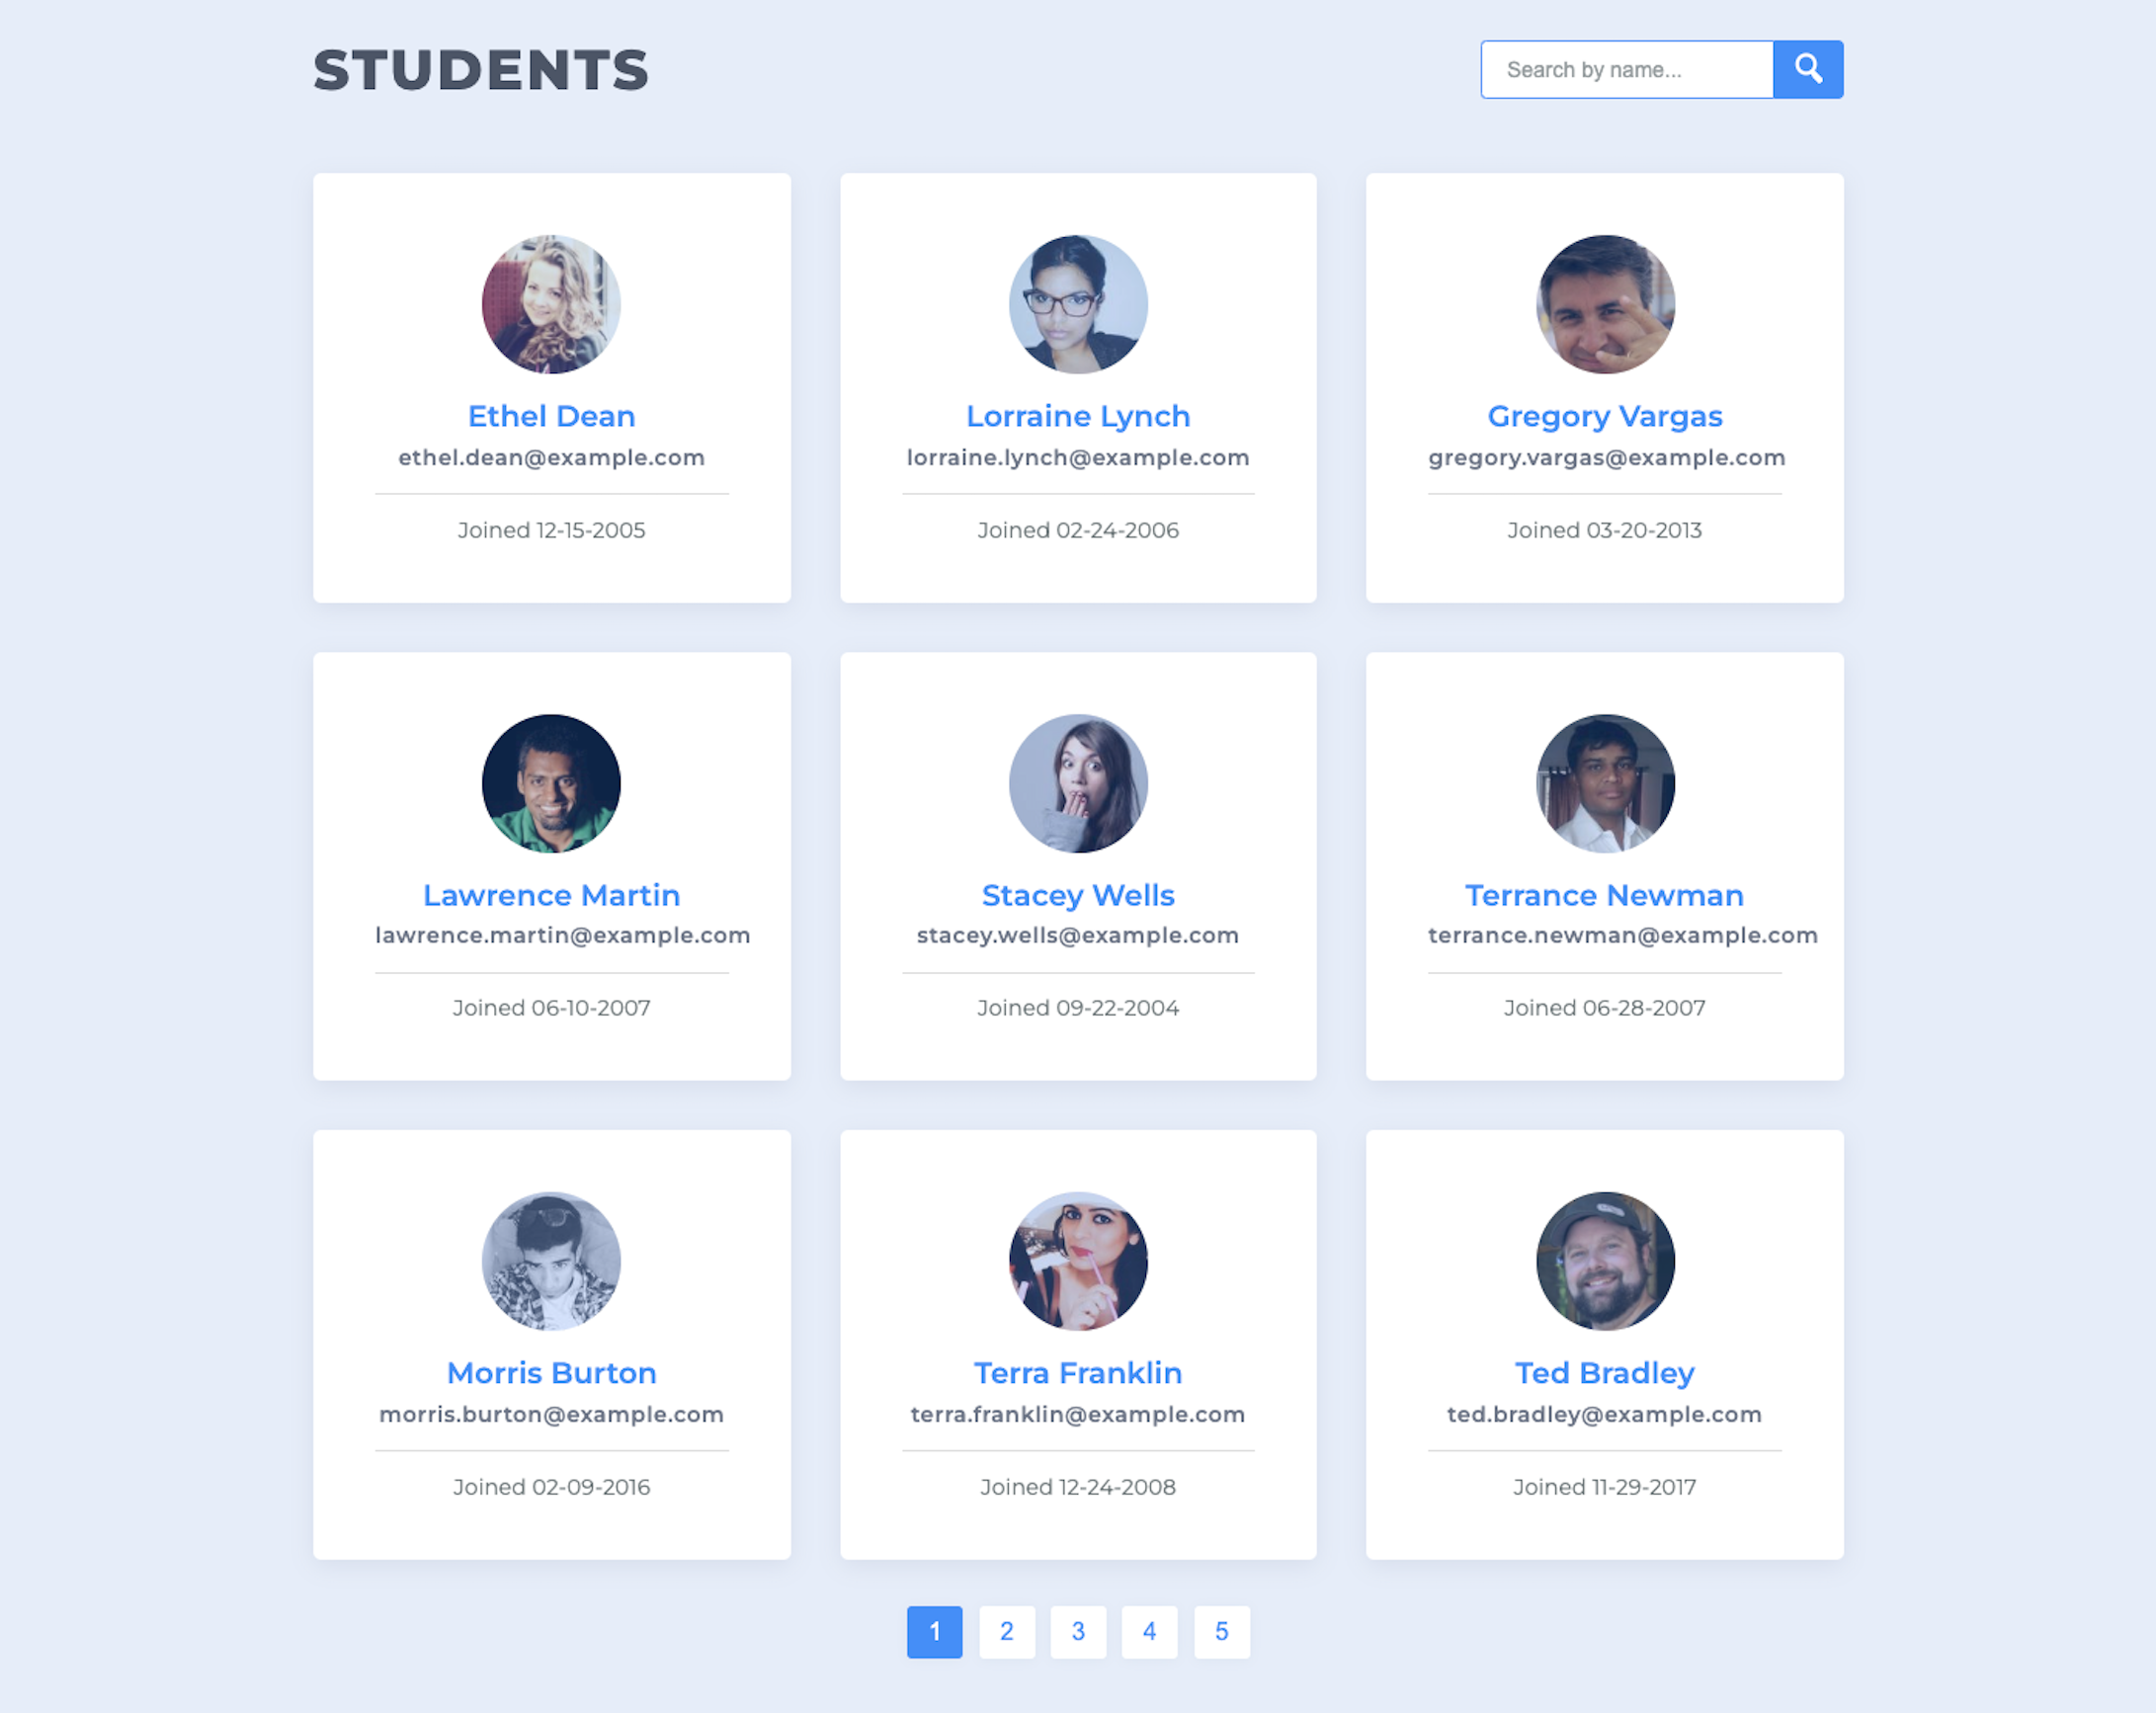 STUDENTS
Search by name...
Ethel Dean
ethel.dean@example.com
Joined 12-15-2005
Lorraine Lynch
lorraine.lynch@example.com
Joined 02-24-2006
Gregory Vargas
gregory.vargas@example.com
Joined 03-20-2013
Lawrence Martin
lawrence.martin@example.com
Joined 06-10-2007
Stacey Wells
stacey.wells@example.com
Joined 09-22-2004
Terrance Newman
terrance.newman@example.com
Joined 06-28-2007
Morris Burton
morris.burton@example.com
Joined 02-09-2016
Terra Franklin
terra.franklin@example.com
Joined 12-24-2008
Ted Bradley
ted.bradley@example.com
Joined 11-29-2017
1 2 3 4 5